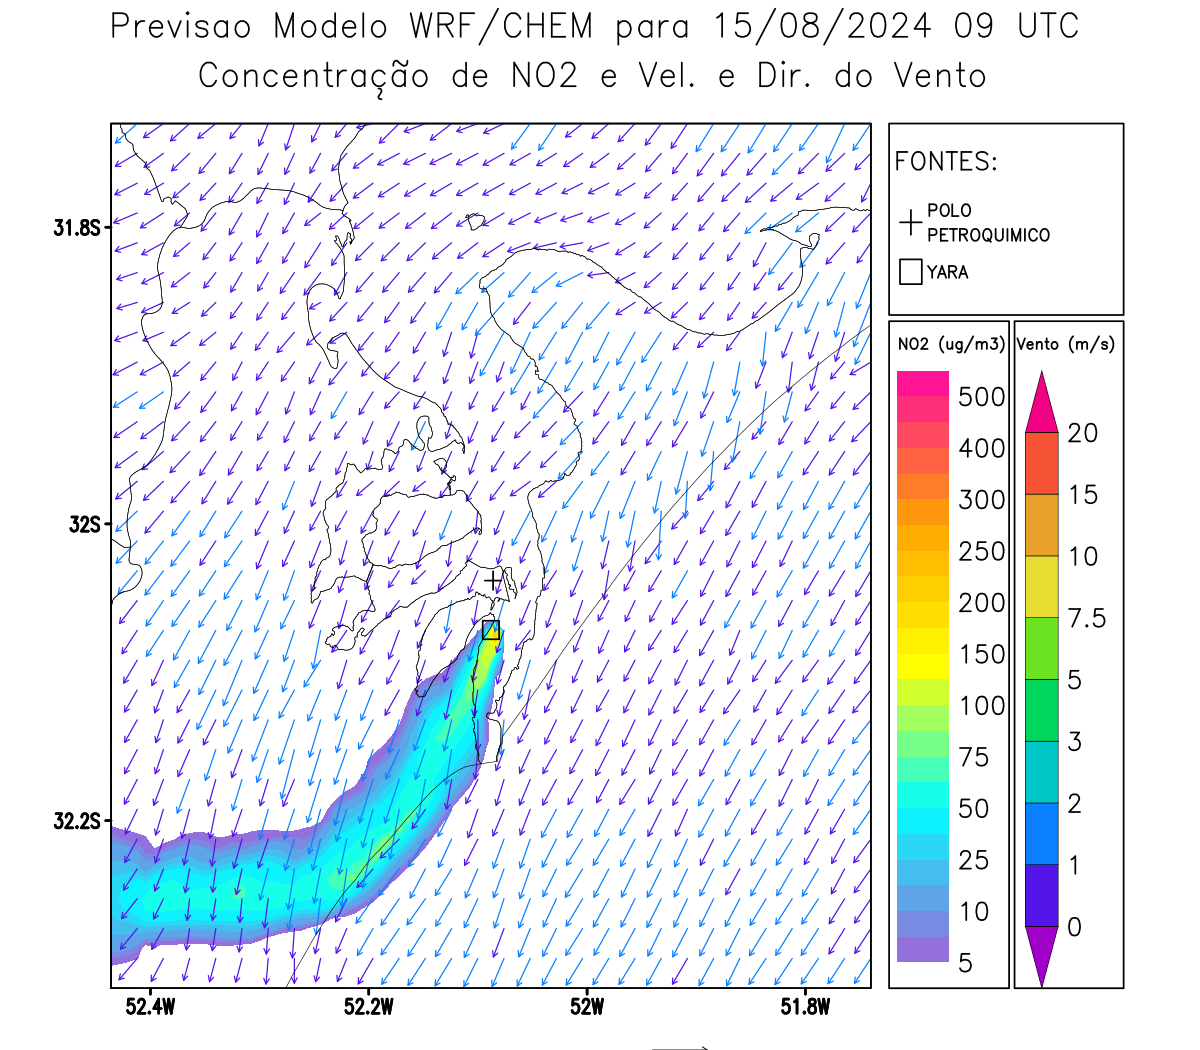 Previsao Modelo WRF/CHEM para 15/08/2024 09 UTC
Concentração de NO2 e Vel. e Dir. do Vento
FONTES:
POLO
PETROQUIMICO
YARA
NO2 (ug/m3)
500
400
300
250
200
150
100
75
50
25
10
5
Vento (m/s)
20
15
10
7.5
5
3
2
1
0
31.8S
32S
32.2S
52.4W
52.2W
52W
51.8W